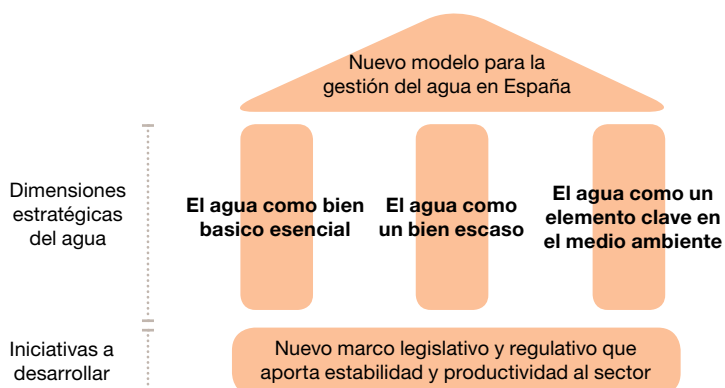 Nuevo modelo para la
gestión del agua en España
Dimensiones
estratégicas
del agua
El agua como bien
basico esencial
El agua como
un bien escaso
El agua como un
elemento clave en
el medio ambiente
Iniciativas a
desarrollar
Nuevo marco legislativo y regulativo que
aporta estabilidad y productividad al sector